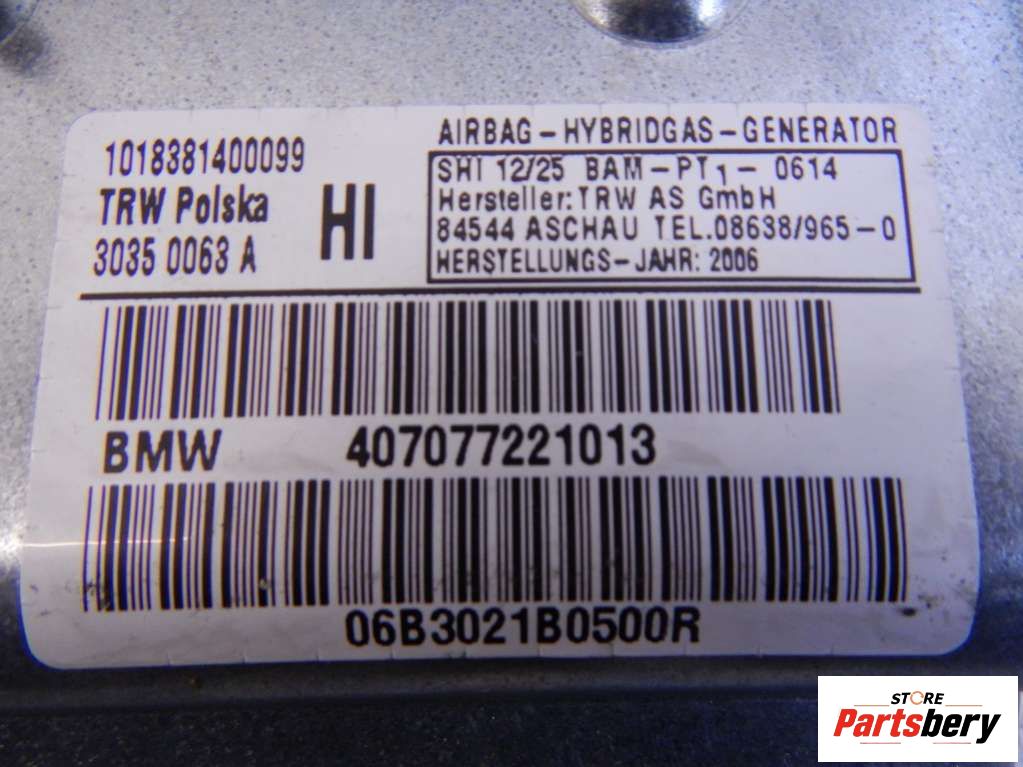 1018381400099
TRW Polska
3035 0063 A
HI
AIRBAG-HYBRIDGAS-GENERATOR
SHI 12/25 BAM-PT1-0614
Hersteller: TRW AS GmbH
84544 ASCHAU TEL.08638/965-0
HERSTELLUNGS-JAHR: 2006
BMW 407077221013
06B3021B0500R
STORE
Partsbery